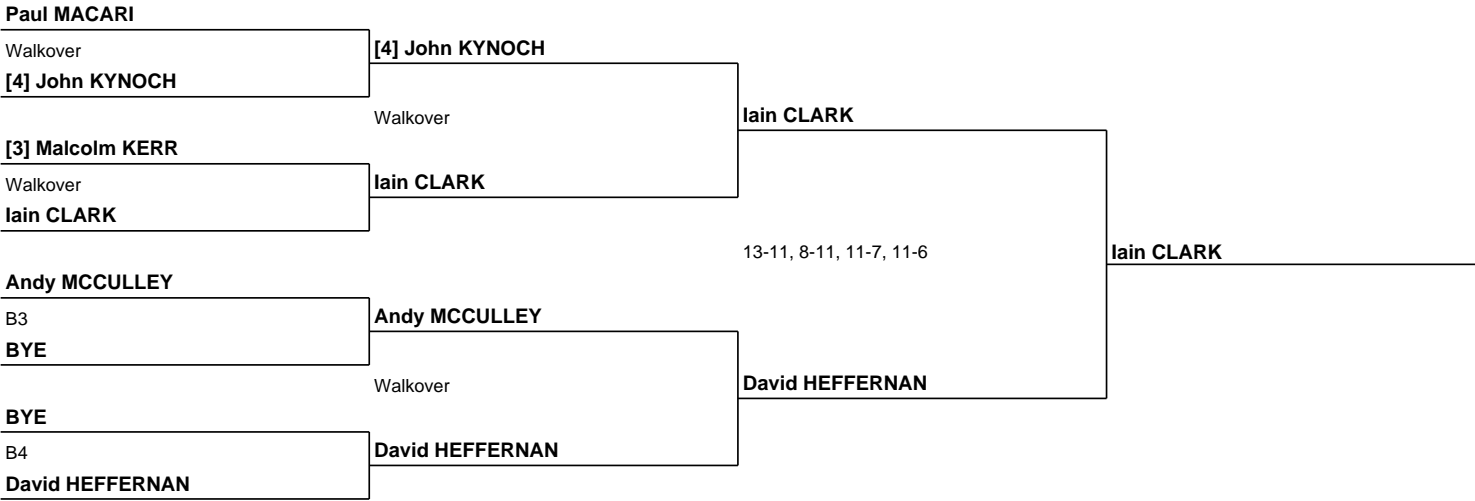 Paul MACARI
Walkover
[4] John KYNOCH
[4] John KYNOCH
Walkover
Iain CLARK
[3] Malcolm KERR
Walkover
Iain CLARK
Iain CLARK
13-11, 8-11, 11-7, 11-6
Iain CLARK
Andy MCCULLEY
B3
Andy MCCULLEY
BYE
Walkover
David HEFFERNAN
BYE
B4
David HEFFERNAN
David HEFFERNAN